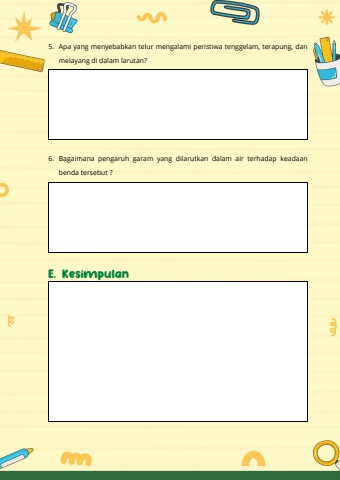 5. Apa yang menyebabkan telur mengalami peristiwa tenggelam, terapung, dan
melayang di dalam larutan?
6. Bagaimana pengaruh garam yang dilarutkan dalam air terhadap keadaan
benda tersebut ?
E. Kesimpulan